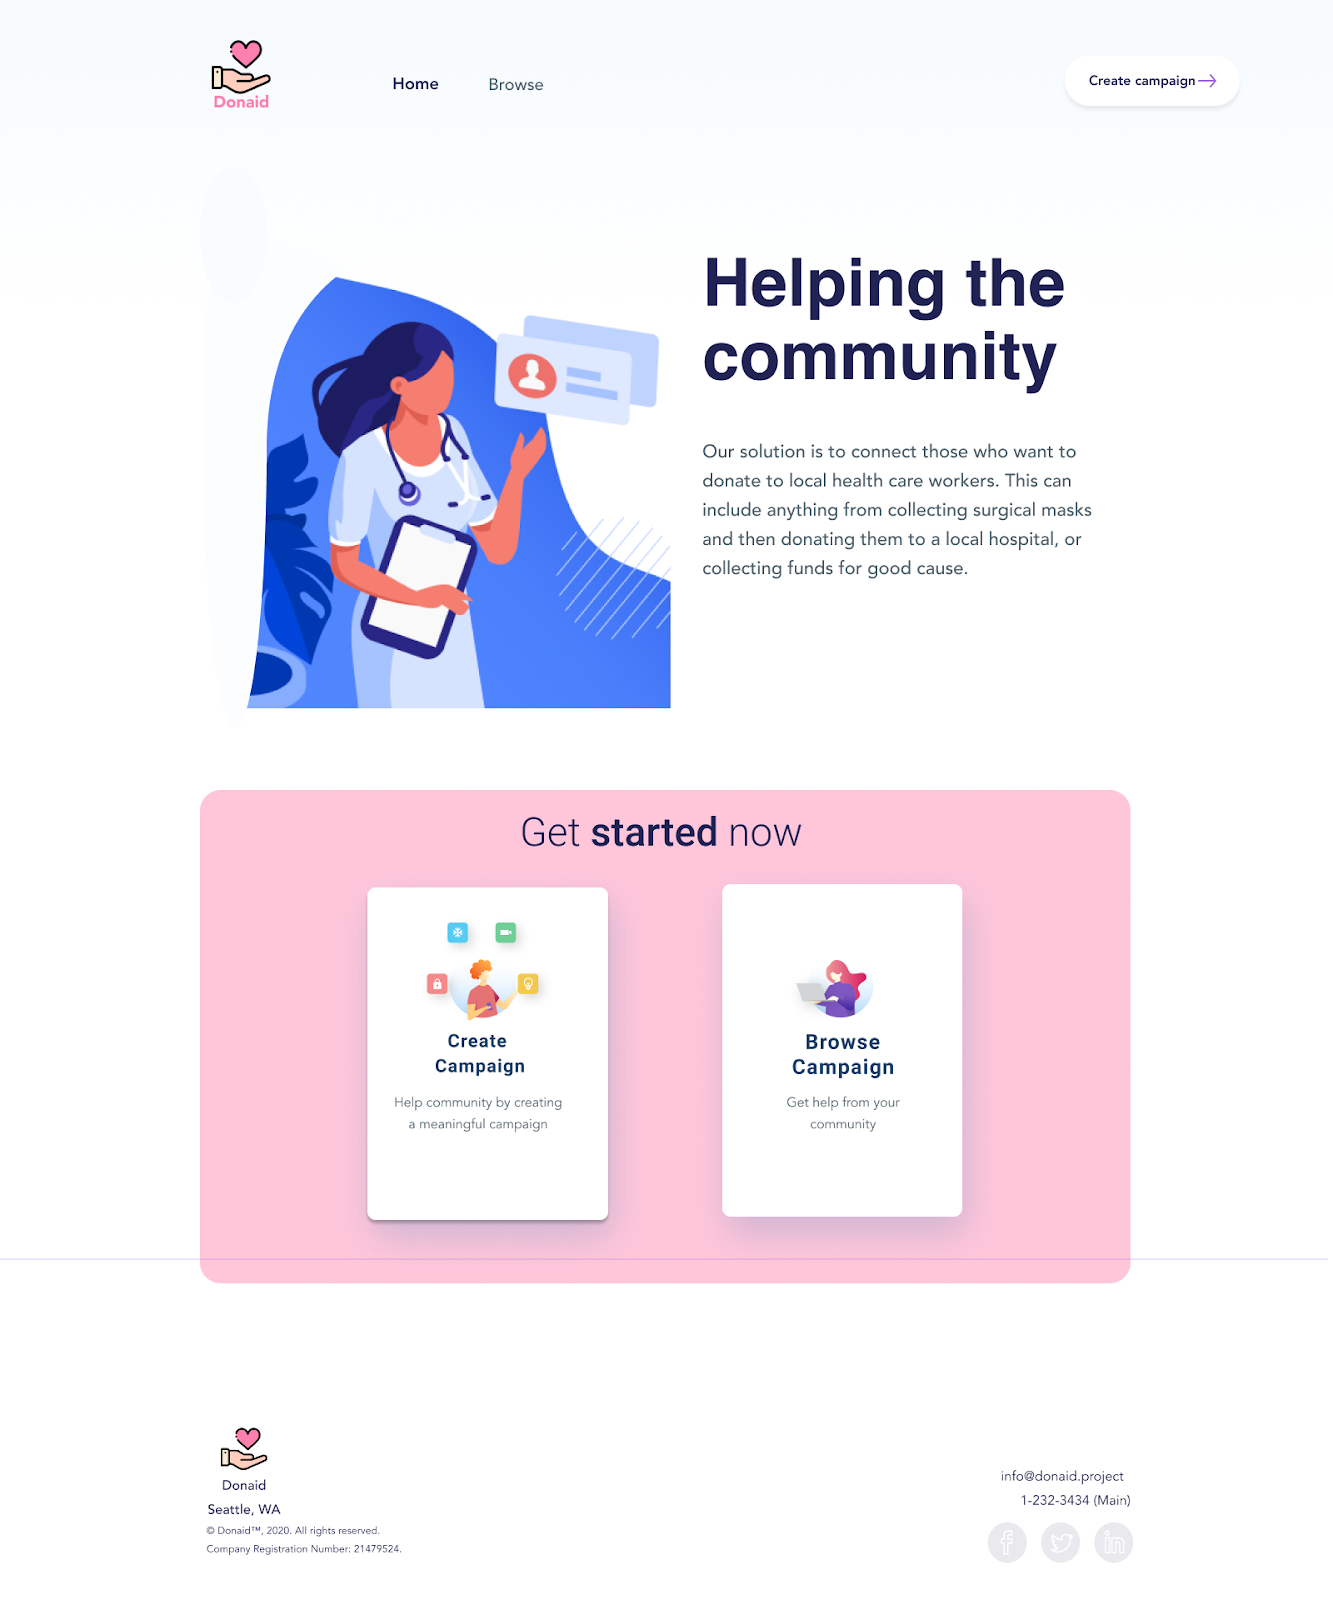 Donaid
Home
Browse
Create campaign
Helping the
community
Our solution is to connect those who want to
donate to local health care workers. This can
include anything from collecting surgical masks
and then donating them to a local hospital, or
collecting funds for good cause.
Get started now
Create
Campaign
Help community by creating
a meaningful campaign
Browse
Campaign
Get help from your
community
Donaid
Seattle, WA
© Donaid™, 2020. All rights reserved.
Company Registration Number: 21479524.
info@donaid.project
1-232-3434 (Main)